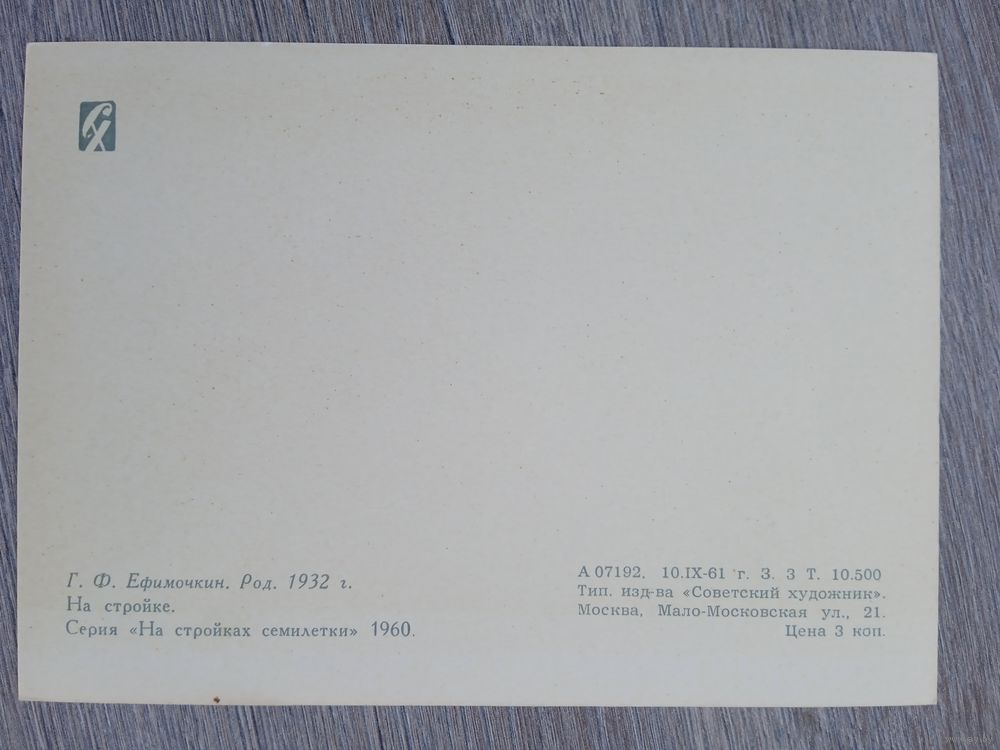 СХ
Г. Ф. Ефимочкин. Род. 1932 г.
На стройке.
Серия «На стройках семилетки» 1960.
А 07192. 10.IX-61 г. З. 3 Т. 10.500
Тип. изд-ва «Советский художник».
Москва, Мало-Московская ул., 21.
Цена 3 коп.